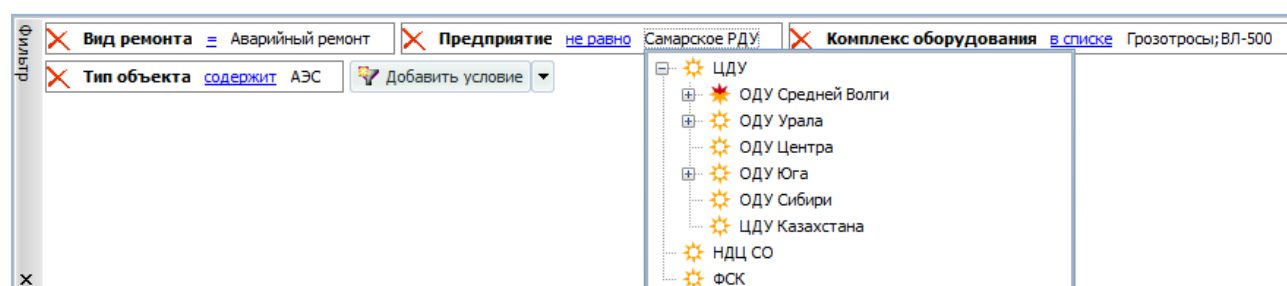 Фильтр
Вид ремонта = Аварийный ремонт Предприятие не равно Самарское РДУ Комплекс оборудования в списке Грозотросы;ВЛ-500
Тип объекта содержит АЭС Добавить условие
ЦДУ
ОДУ Средней Волги
ОДУ Урала
ОДУ Центра
ОДУ Юга
ОДУ Сибири
ЦДУ Казахстана
НДЦ СО
ФСК